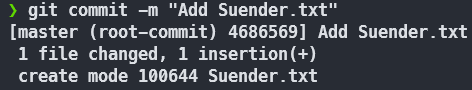 ❯ git commit -m "Add Suender.txt"
[master (root-commit) 4686569] Add Suender.txt
 1 file changed, 1 insertion(+)
 create mode 100644 Suender.txt